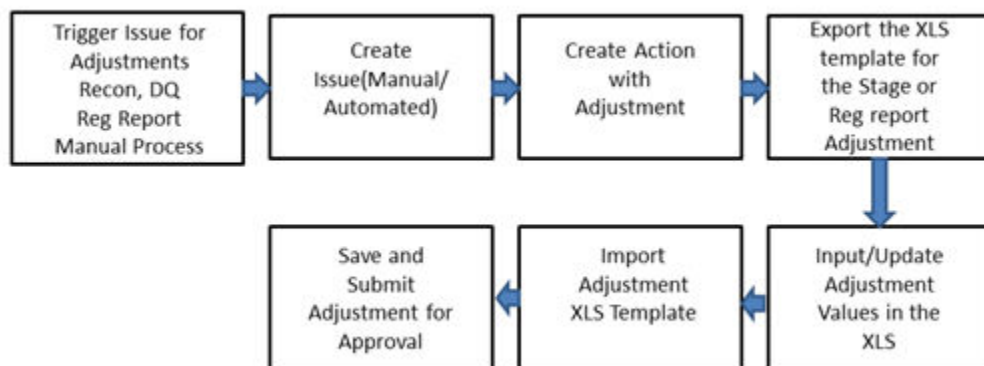 Trigger Issue for
Adjustments
Recon, DQ
Reg Report
Manual Process
Create
Issue(Manual/
Automated)
Create Action
with
Adjustment
Export the XLS
template for
the Stage or
Reg report
Adjustment
Input/Update
Adjustment
Values in the
XLS
Import
Adjustment
XLS Template
Save and
Submit
Adjustment for
Approval